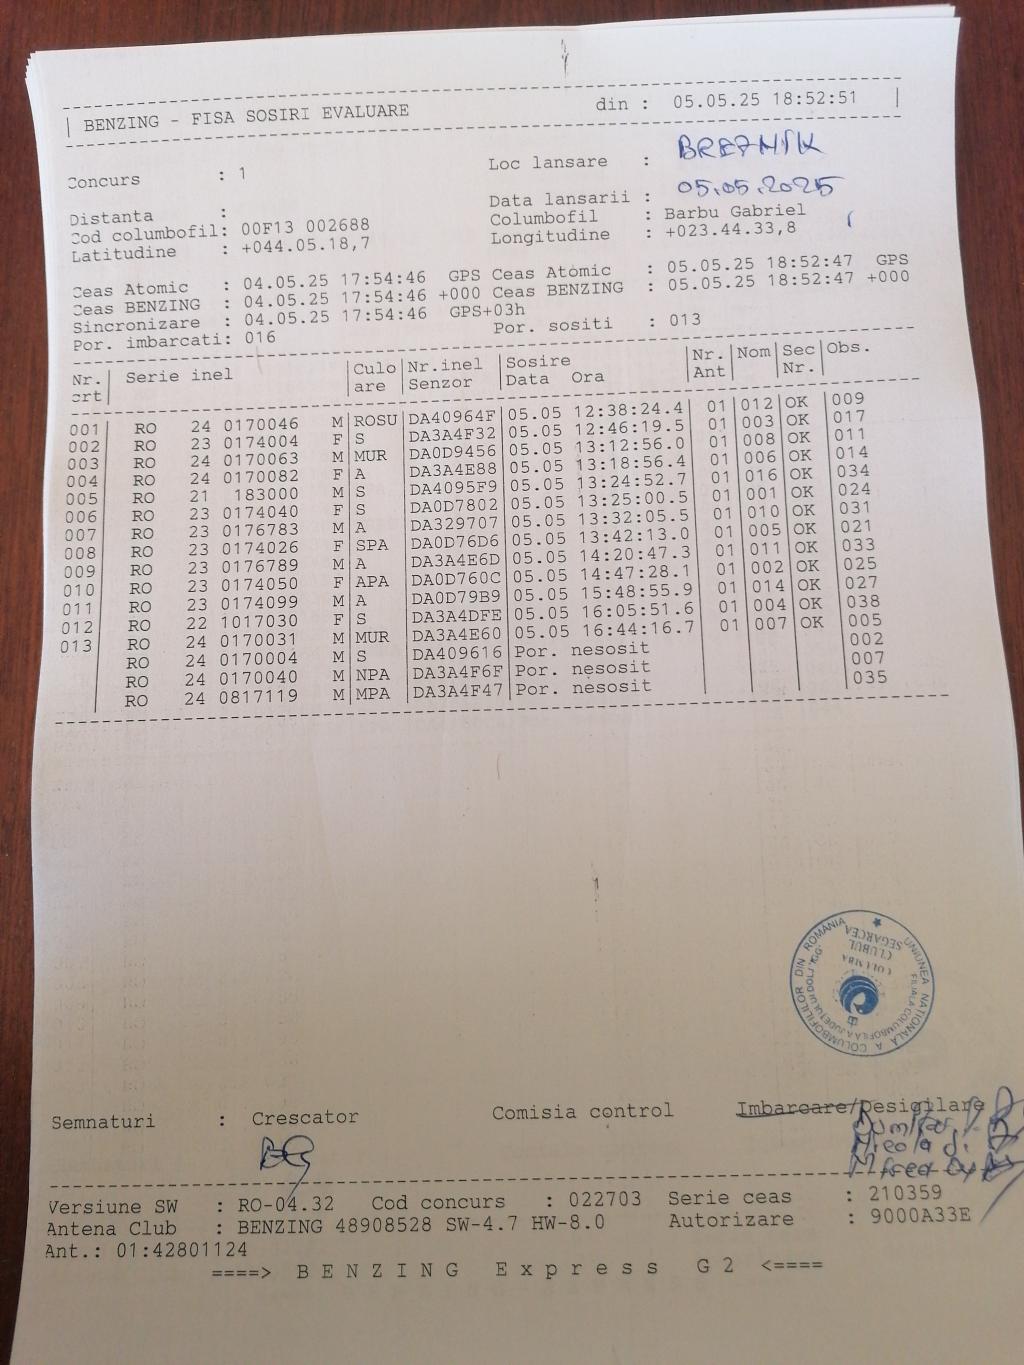 BENZING - FISA SOSIRI EVALUARE din : 05.05.25 18:52:51
Concurs : 1 Loc lansare : BREZNIK
Data lansarii : 05.05.2025
Distanta : Columbofil : Barbu Gabriel
Cod columbofil: 00F13 002688 Longitudine : +023.44.33,8
Latitudine : +044.05.18,7
Ceas Atomic : 04.05.25 17:54:46 GPS Ceas Atomic : 05.05.25 18:52:47 GPS
Ceas BENZING : 04.05.25 17:54:46 +000 Ceas BENZING : 05.05.25 18:52:47 +000
Sincronizare : 04.05.25 17:54:46 GPS+03h
Por. imbarcati: 016 Por. sositi : 013
Nr. Serie inel Culo Nr.inel Sosire Nr. Nom Sec Obs.
crt oare Senzor Data Ora Ant Nr.
001 RO 24 0170046 M ROSU DA40964F 05.05 12:38:24.4 01 012 OK 009
002 RO 23 0174004 F S DA3A4F32 05.05 12:46:19.5 01 003 OK 017
003 RO 24 0170063 M MUR DA0D9456 05.05 13:12:56.0 01 008 OK 011
004 RO 24 0170082 F A DA3A4E88 05.05 13:18:56.4 01 006 OK 014
005 RO 21 183000 M S DA4095F9 05.05 13:24:52.7 01 016 OK 034
006 RO 23 0174040 F S DA0D7802 05.05 13:25:00.5 01 001 OK 024
007 RO 23 0176783 M A DA329707 05.05 13:32:05.5 01 010 OK 031
008 RO 23 0174026 F SPA DA0D76D6 05.05 13:42:13.0 01 005 OK 021
009 RO 23 0176789 M A DA3A4E6D 05.05 14:20:47.3 01 011 OK 033
010 RO 23 0174050 F APA DA0D760C 05.05 14:47:28.1 01 002 OK 025
011 RO 23 0174099 M A DA0D79B9 05.05 15:48:55.9 01 014 OK 027
012 RO 22 1017030 F S DA3A4DFE 05.05 16:05:51.6 01 004 OK 038
013 RO 24 0170031 M MUR DA3A4E60 05.05 16:44:16.7 01 007 OK 005
RO 24 0170004 M S DA409616 Por. nesosit 002
RO 24 0170040 M NPA DA3A4F6F Por. nesosit 007
RO 24 0817119 M MPA DA3A4F47 Por. nesosit 035
UNIUNEA NATIONALA A COLUMBOFILILOR DIN ROMANIA
FILIALA COLUMBOFILA A JUDETULUI DOLJ
COLUMBA
CLUBUL
SEGARCEA
Semnaturi : Crescator Comisia control Imbarcare/Desigilare
Versiune SW : RO-04.32 Cod concurs : 022703 Serie ceas : 210359
Antena Club : BENZING 48908528 SW-4.7 HW-8.0 Autorizare : 9000A33E
Ant.: 01:42801124
====> BENZING Express G2 <====